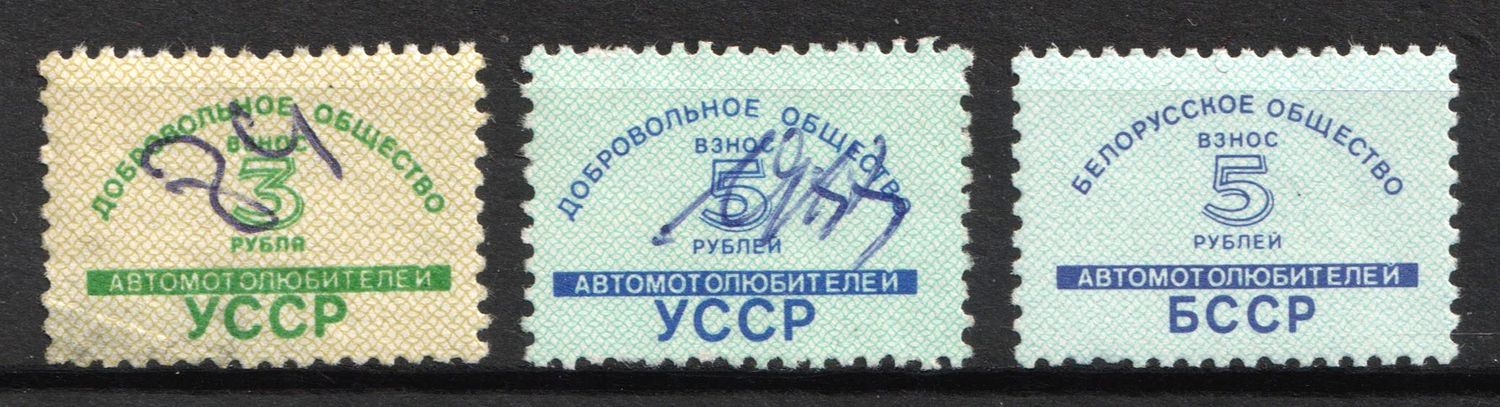 ДОБРОВОЛЬНОЕ ОБЩЕСТВО
ВЗНОС
3
РУБЛЯ
АВТОМОТОЛЮБИТЕЛЕЙ
УССР
84
ДОБРОВОЛЬНОЕ ОБЩЕСТВО
ВЗНОС
5
РУБЛЕЙ
АВТОМОТОЛЮБИТЕЛЕЙ
УССР
БЕЛОРУССКОЕ ОБЩЕСТВО
ВЗНОС
5
РУБЛЕЙ
АВТОМОТОЛЮБИТЕЛЕЙ
БССР